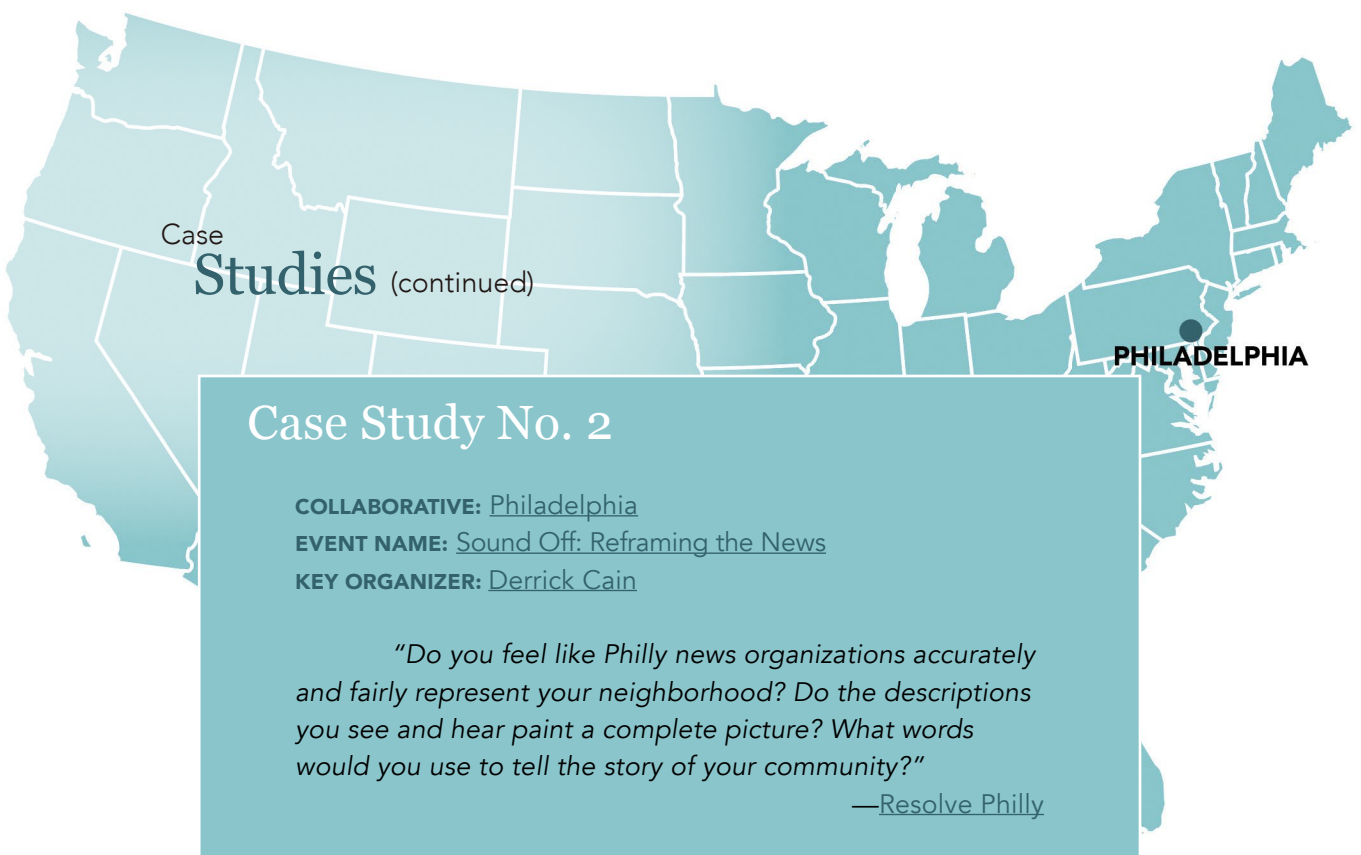 Case
Studies (continued)
PHILADELPHIA
Case Study No. 2
COLLABORATIVE: Philadelphia
EVENT NAME: Sound Off: Reframing the News
KEY ORGANIZER: Derrick Cain
“Do you feel like Philly news organizations accurately
and fairly represent your neighborhood? Do the descriptions
you see and hear paint a complete picture? What words
would you use to tell the story of your community?”
—Resolve Philly